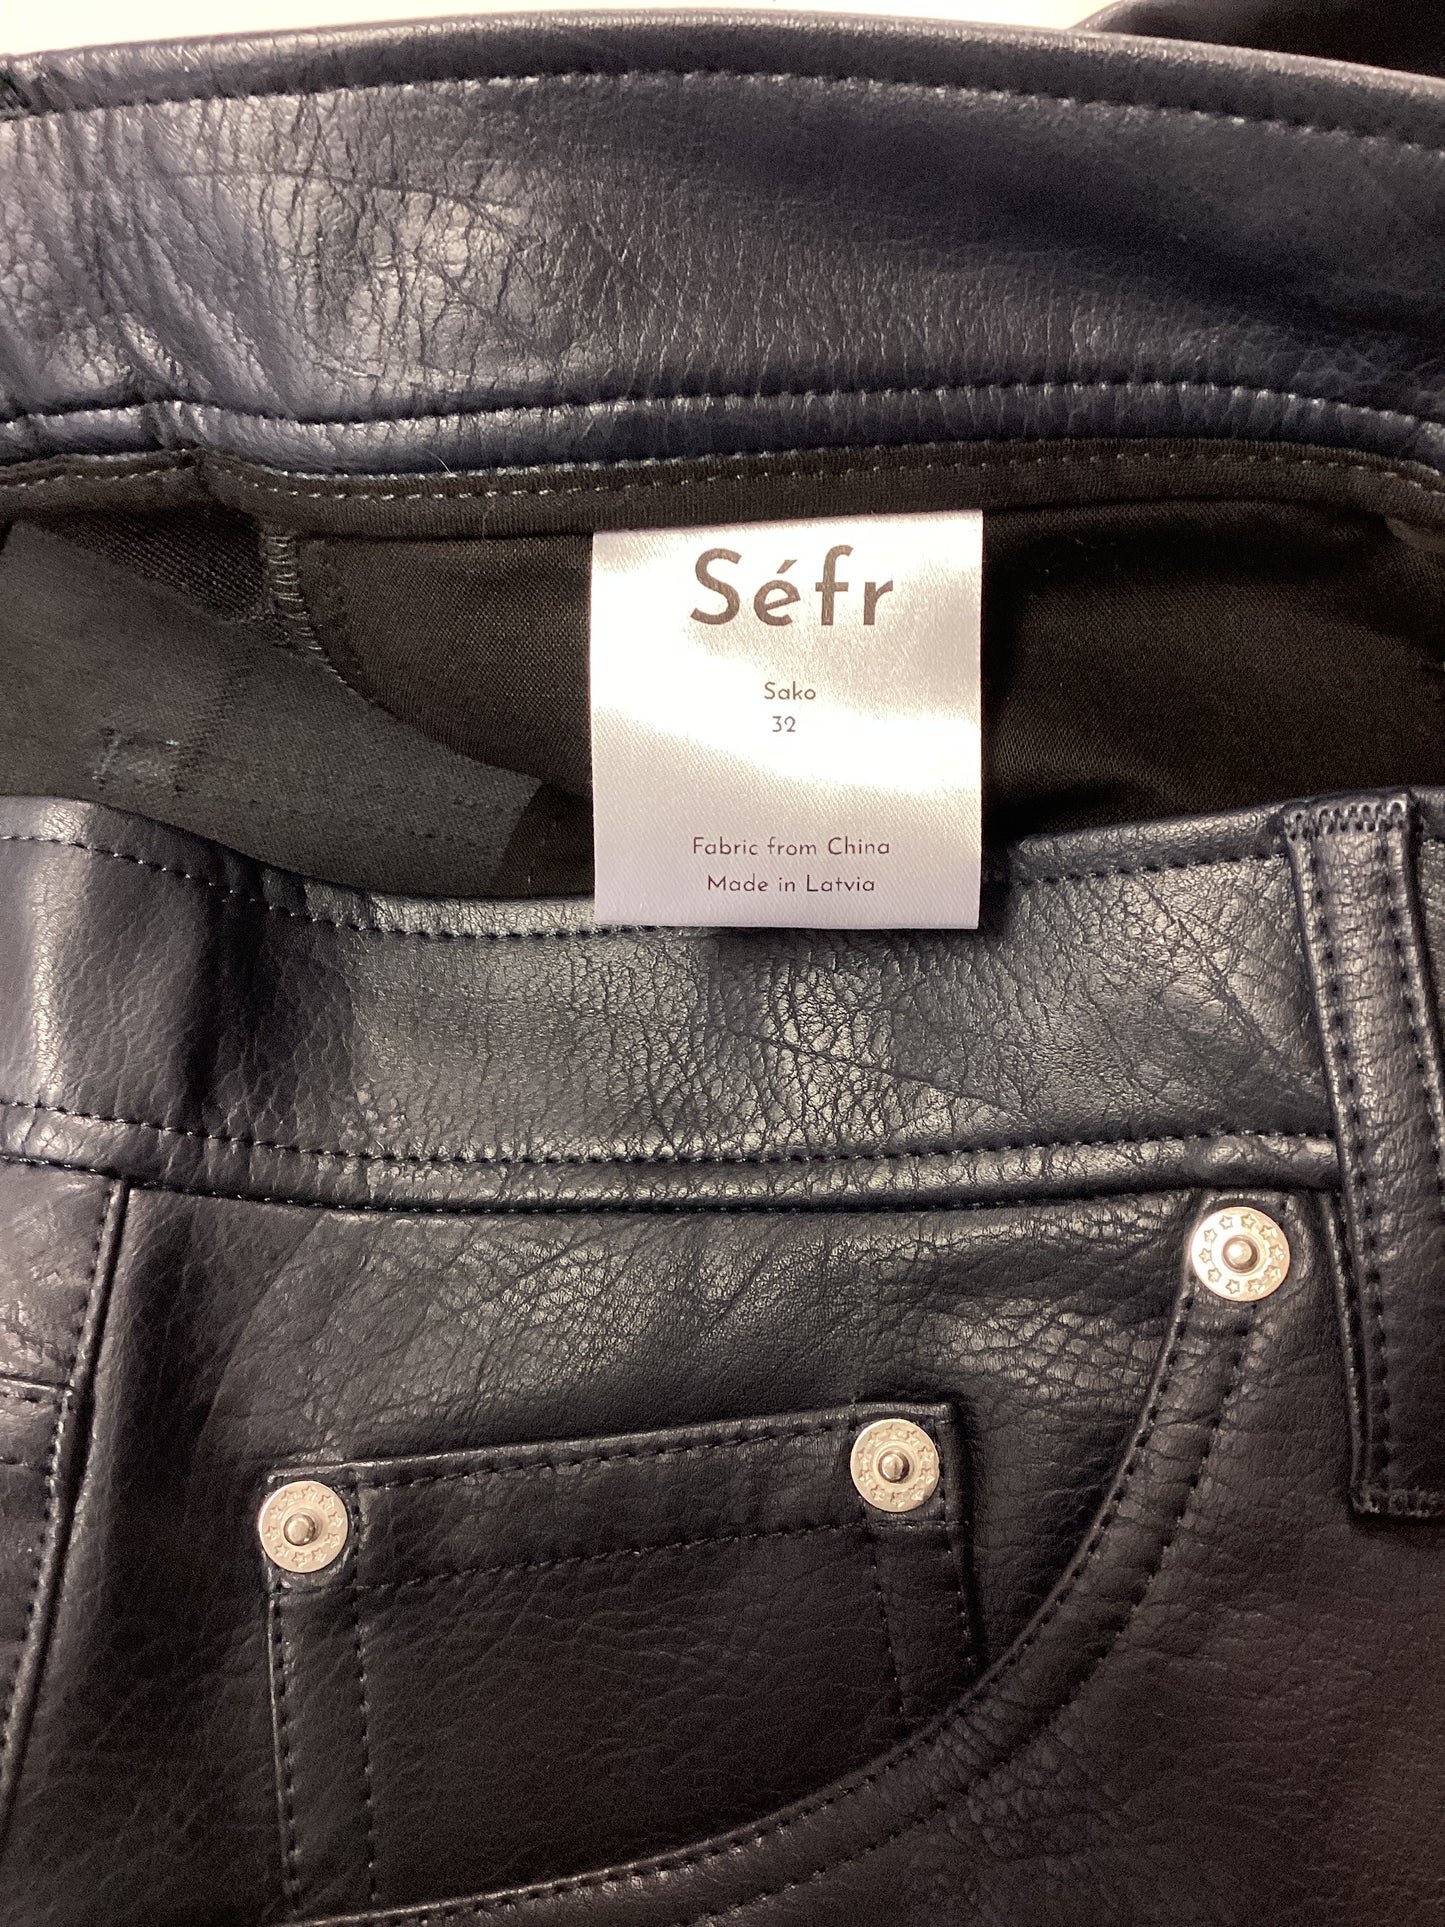 Séfr
Sako
32
Fabric from China
Made in Latvia